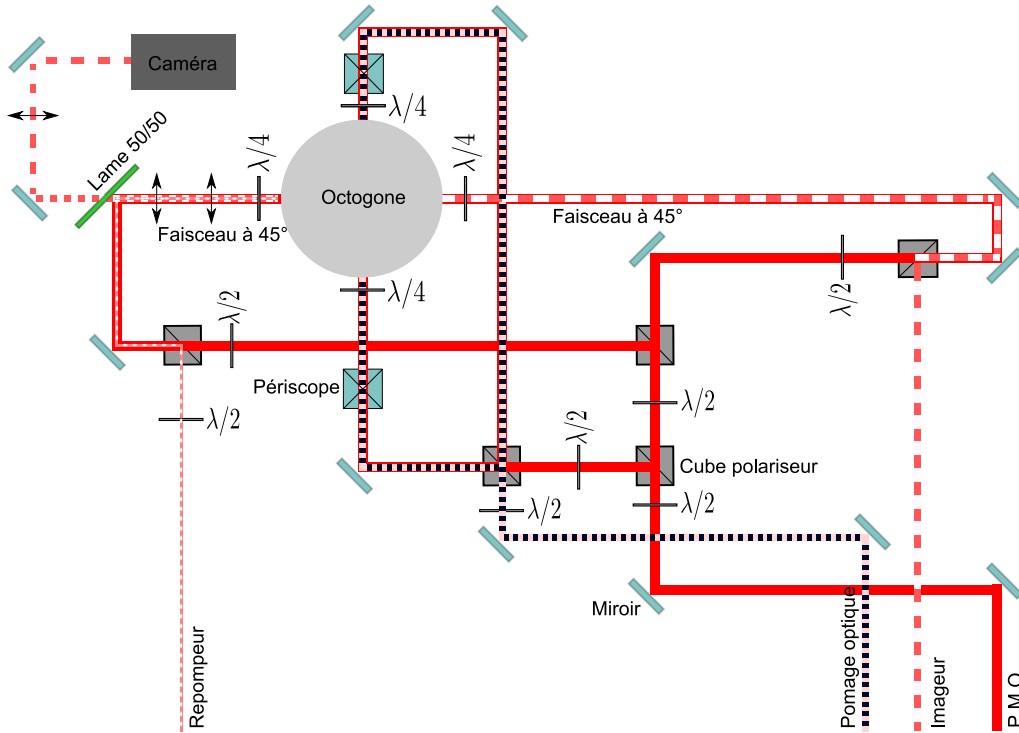 Caméra
Lame 50/50
λ/4
λ/4
λ/4
Octogone
Faisceau à 45°
Faisceau à 45°
λ/4
λ/2
λ/2
Périscope
λ/2
λ/2
λ/2
Cube polariseur
λ/2
λ/2
Miroir
Repompeur
Pomage optique
Imageur
P.M.O.